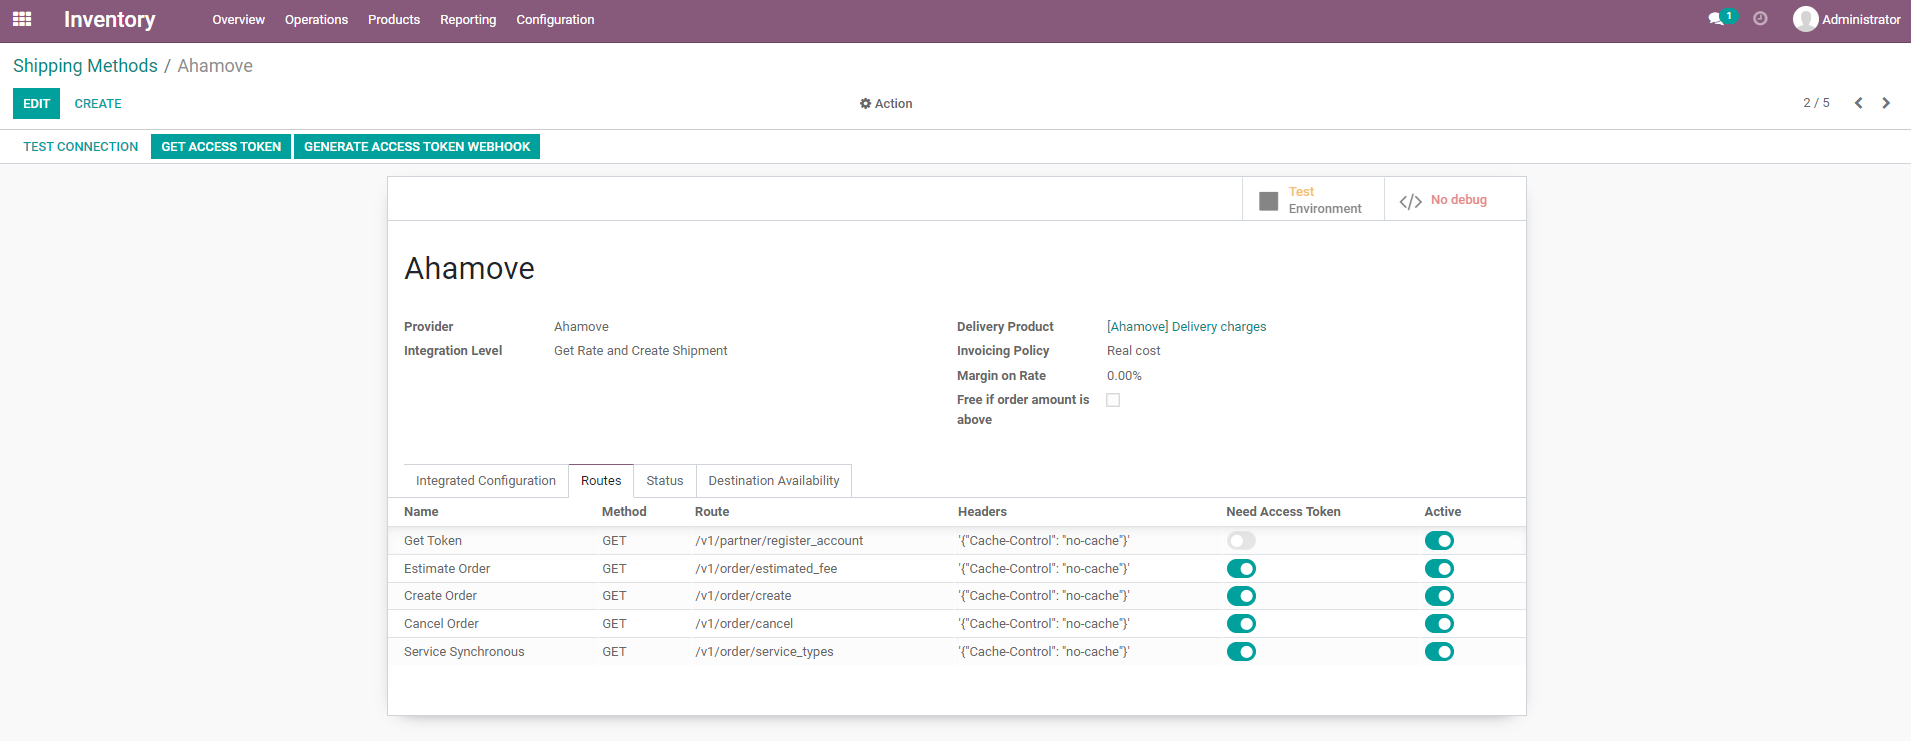 Inventory Overview Operations Products Reporting Configuration 1 Administrator
Shipping Methods / Ahamove
EDIT CREATE Action 2 / 5
TEST CONNECTION GET ACCESS TOKEN GENERATE ACCESS TOKEN WEBHOOK
Test
Environment
No debug
Ahamove
Provider Ahamove
Integration Level Get Rate and Create Shipment
Delivery Product [Ahamove] Delivery charges
Invoicing Policy Real cost
Margin on Rate 0.00%
Free if order amount is
above
Integrated Configuration Routes Status Destination Availability
Name Method Route Headers Need Access Token Active
Get Token GET /v1/partner/register_account '{"Cache-Control": "no-cache"}'
Estimate Order GET /v1/order/estimated_fee '{"Cache-Control": "no-cache"}'
Create Order GET /v1/order/create '{"Cache-Control": "no-cache"}'
Cancel Order GET /v1/order/cancel '{"Cache-Control": "no-cache"}'
Service Synchronous GET /v1/order/service_types '{"Cache-Control": "no-cache"}'